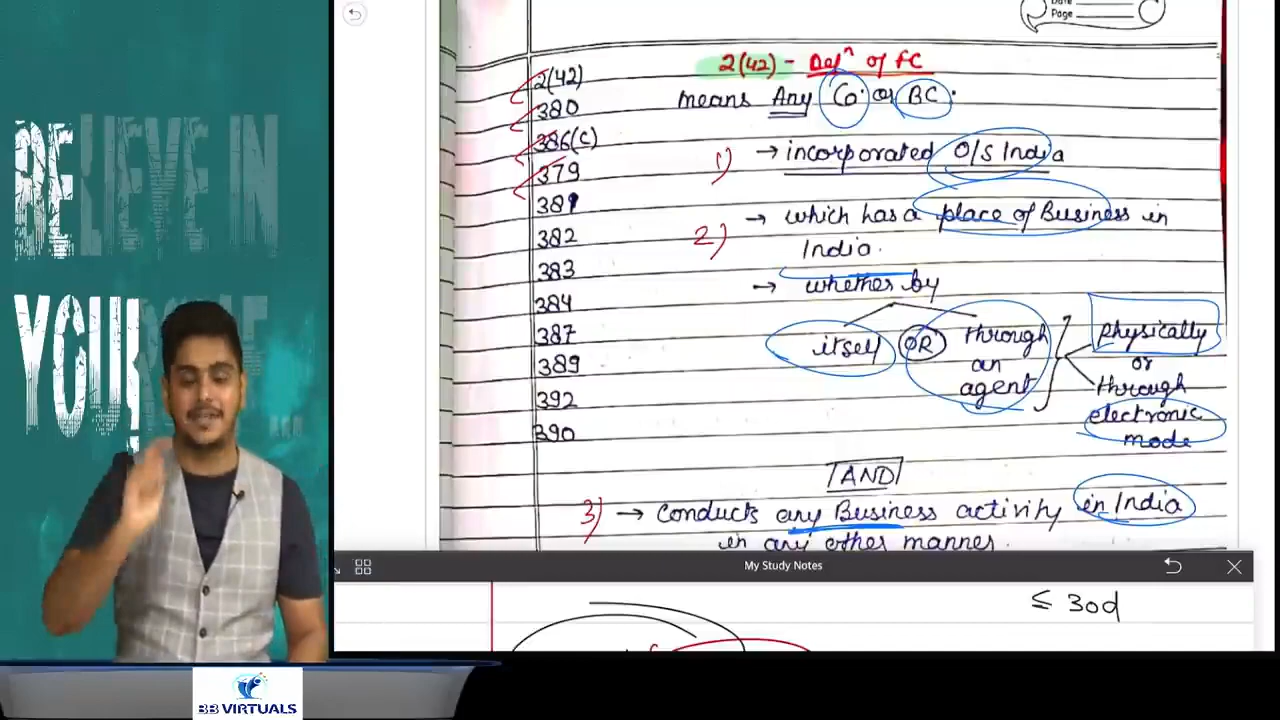 Date
Page
2(42) - Defn of FC
means Any Co. or BC.
1) → incorporated O/S India
2) → which has a place of Business in
India.
→ whether by
itself OR through an agent
physically
or
through
electronic
mode
AND
3) → Conducts any Business activity in India
in any other manner.
2(42)
380
386(C)
379
381
382
383
384
387
389
392
390
My Study Notes
≤ 30d
BELIEVE IN
YOUR
BB VIRTUALS